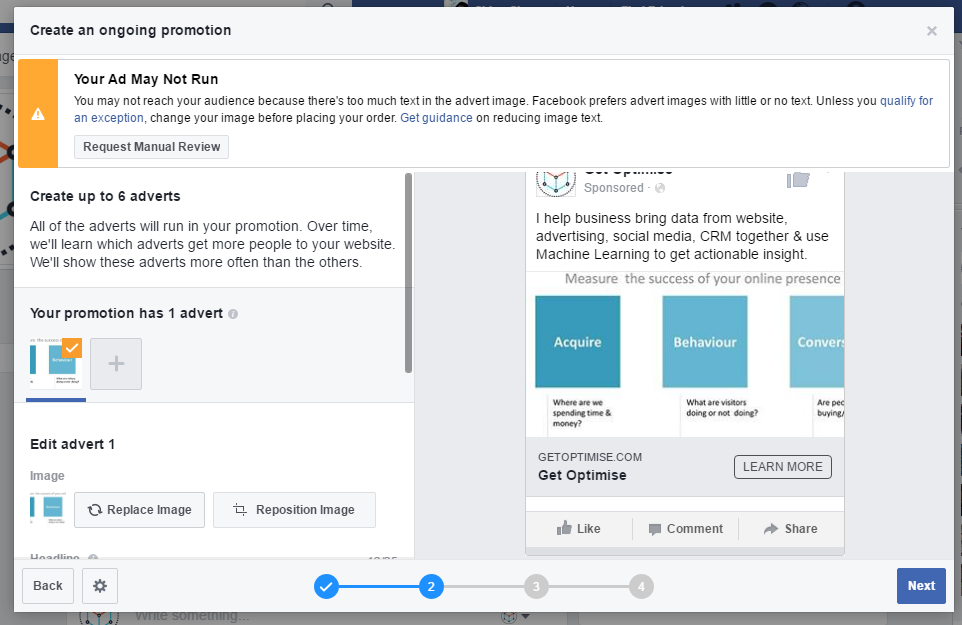 Create an ongoing promotion
Your Ad May Not Run
You may not reach your audience because there's too much text in the advert image. Facebook prefers advert images with little or no text. Unless you qualify for
an exception, change your image before placing your order. Get guidance on reducing image text.
Request Manual Review
Create up to 6 adverts
All of the adverts will run in your promotion. Over time,
we'll learn which adverts get more people to your website.
We'll show these adverts more often than the others.
Your promotion has 1 advert
Edit advert 1
Image
Replace Image
Reposition Image
Headline
Get Optimise
Sponsored ·
I help business bring data from website,
advertising, social media, CRM together & use
Machine Learning to get actionable insight.
Measure the success of your online presence
Acquire
Behaviour
Convers
Where are we
spending time &
money?
What are visitors
doing or not doing?
Are peo
buying/
GETOPTIMISE.COM
Get Optimise
LEARN MORE
Like
Comment
Share
Back
2
3
4
Next
Write something...